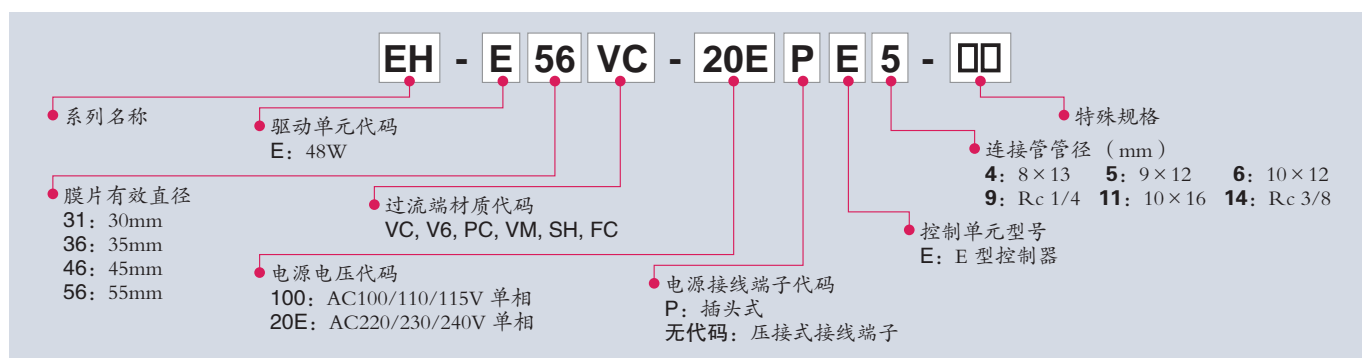 EH - E 56 VC - 20E P E 5 - □□
系列名称
驱动单元代码
E：48W
膜片有效直径
31：30mm
36：35mm
46：45mm
56：55mm
过流端材质代码
VC, V6, PC, VM, SH, FC
电源电压代码
100：AC100/110/115V 单相
20E：AC220/230/240V 单相
电源接线端子代码
P：插头式
无代码：压接式接线端子
控制单元型号
E：E 型控制器
连接管管径 （mm）
4：8×13 5：9×12 6：10×12
9：Rc 1/4 11：10×16 14：Rc 3/8
特殊规格